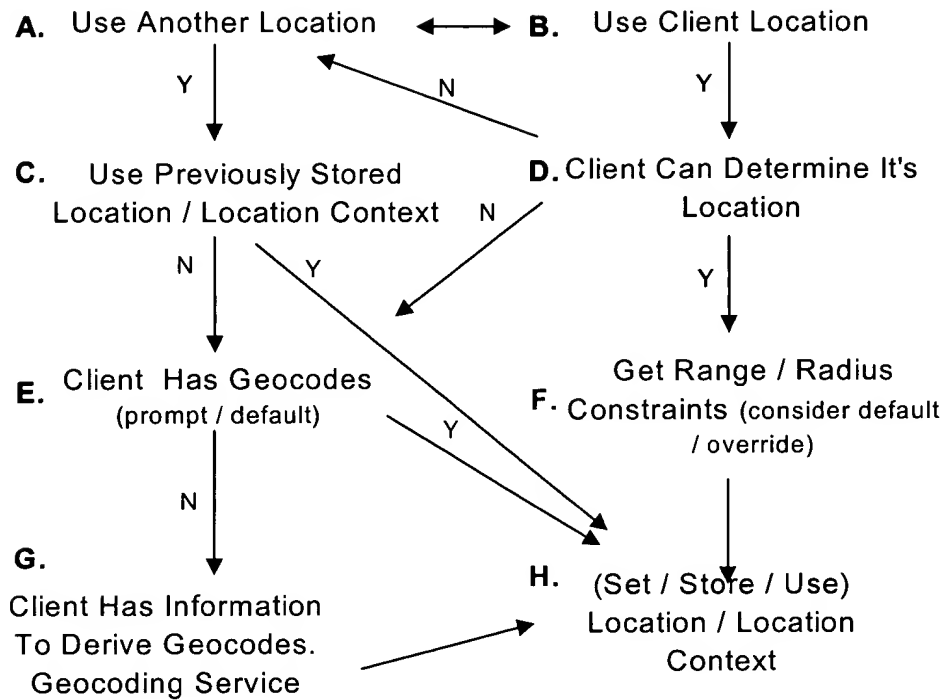 A. Use Another Location
B. Use Client Location
Y
N
Y
C. Use Previously Stored
Location / Location Context
D. Client Can Determine It's
Location
N
N
Y
Y
E. Client Has Geocodes
(prompt / default)
F. Get Range / Radius
Constraints (consider default
/ override)
Y
N
G.
Client Has Information
To Derive Geocodes.
Geocoding Service
H. (Set / Store / Use)
Location / Location
Context